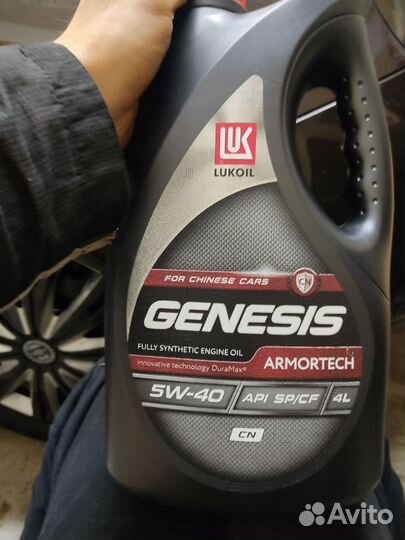 LUK
LUKOIL
FOR CHINESE CARS
CN
GENESIS
FULLY SYNTHETIC ENGINE OIL
innovative technology DuraMax®
ARMORTECH
5W-40 API SP/CF 4L
CN
Avito